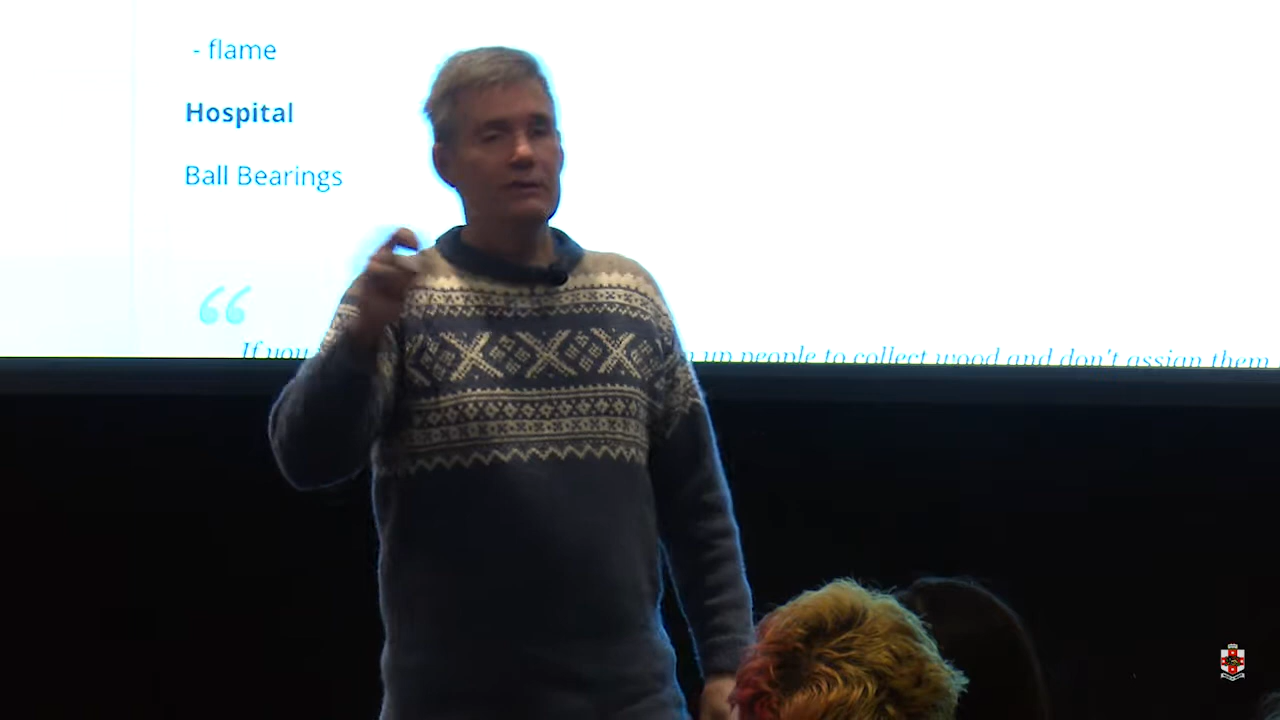 - flame
Hospital
Ball Bearings
“
If you
up people to collect wood and don't assign them